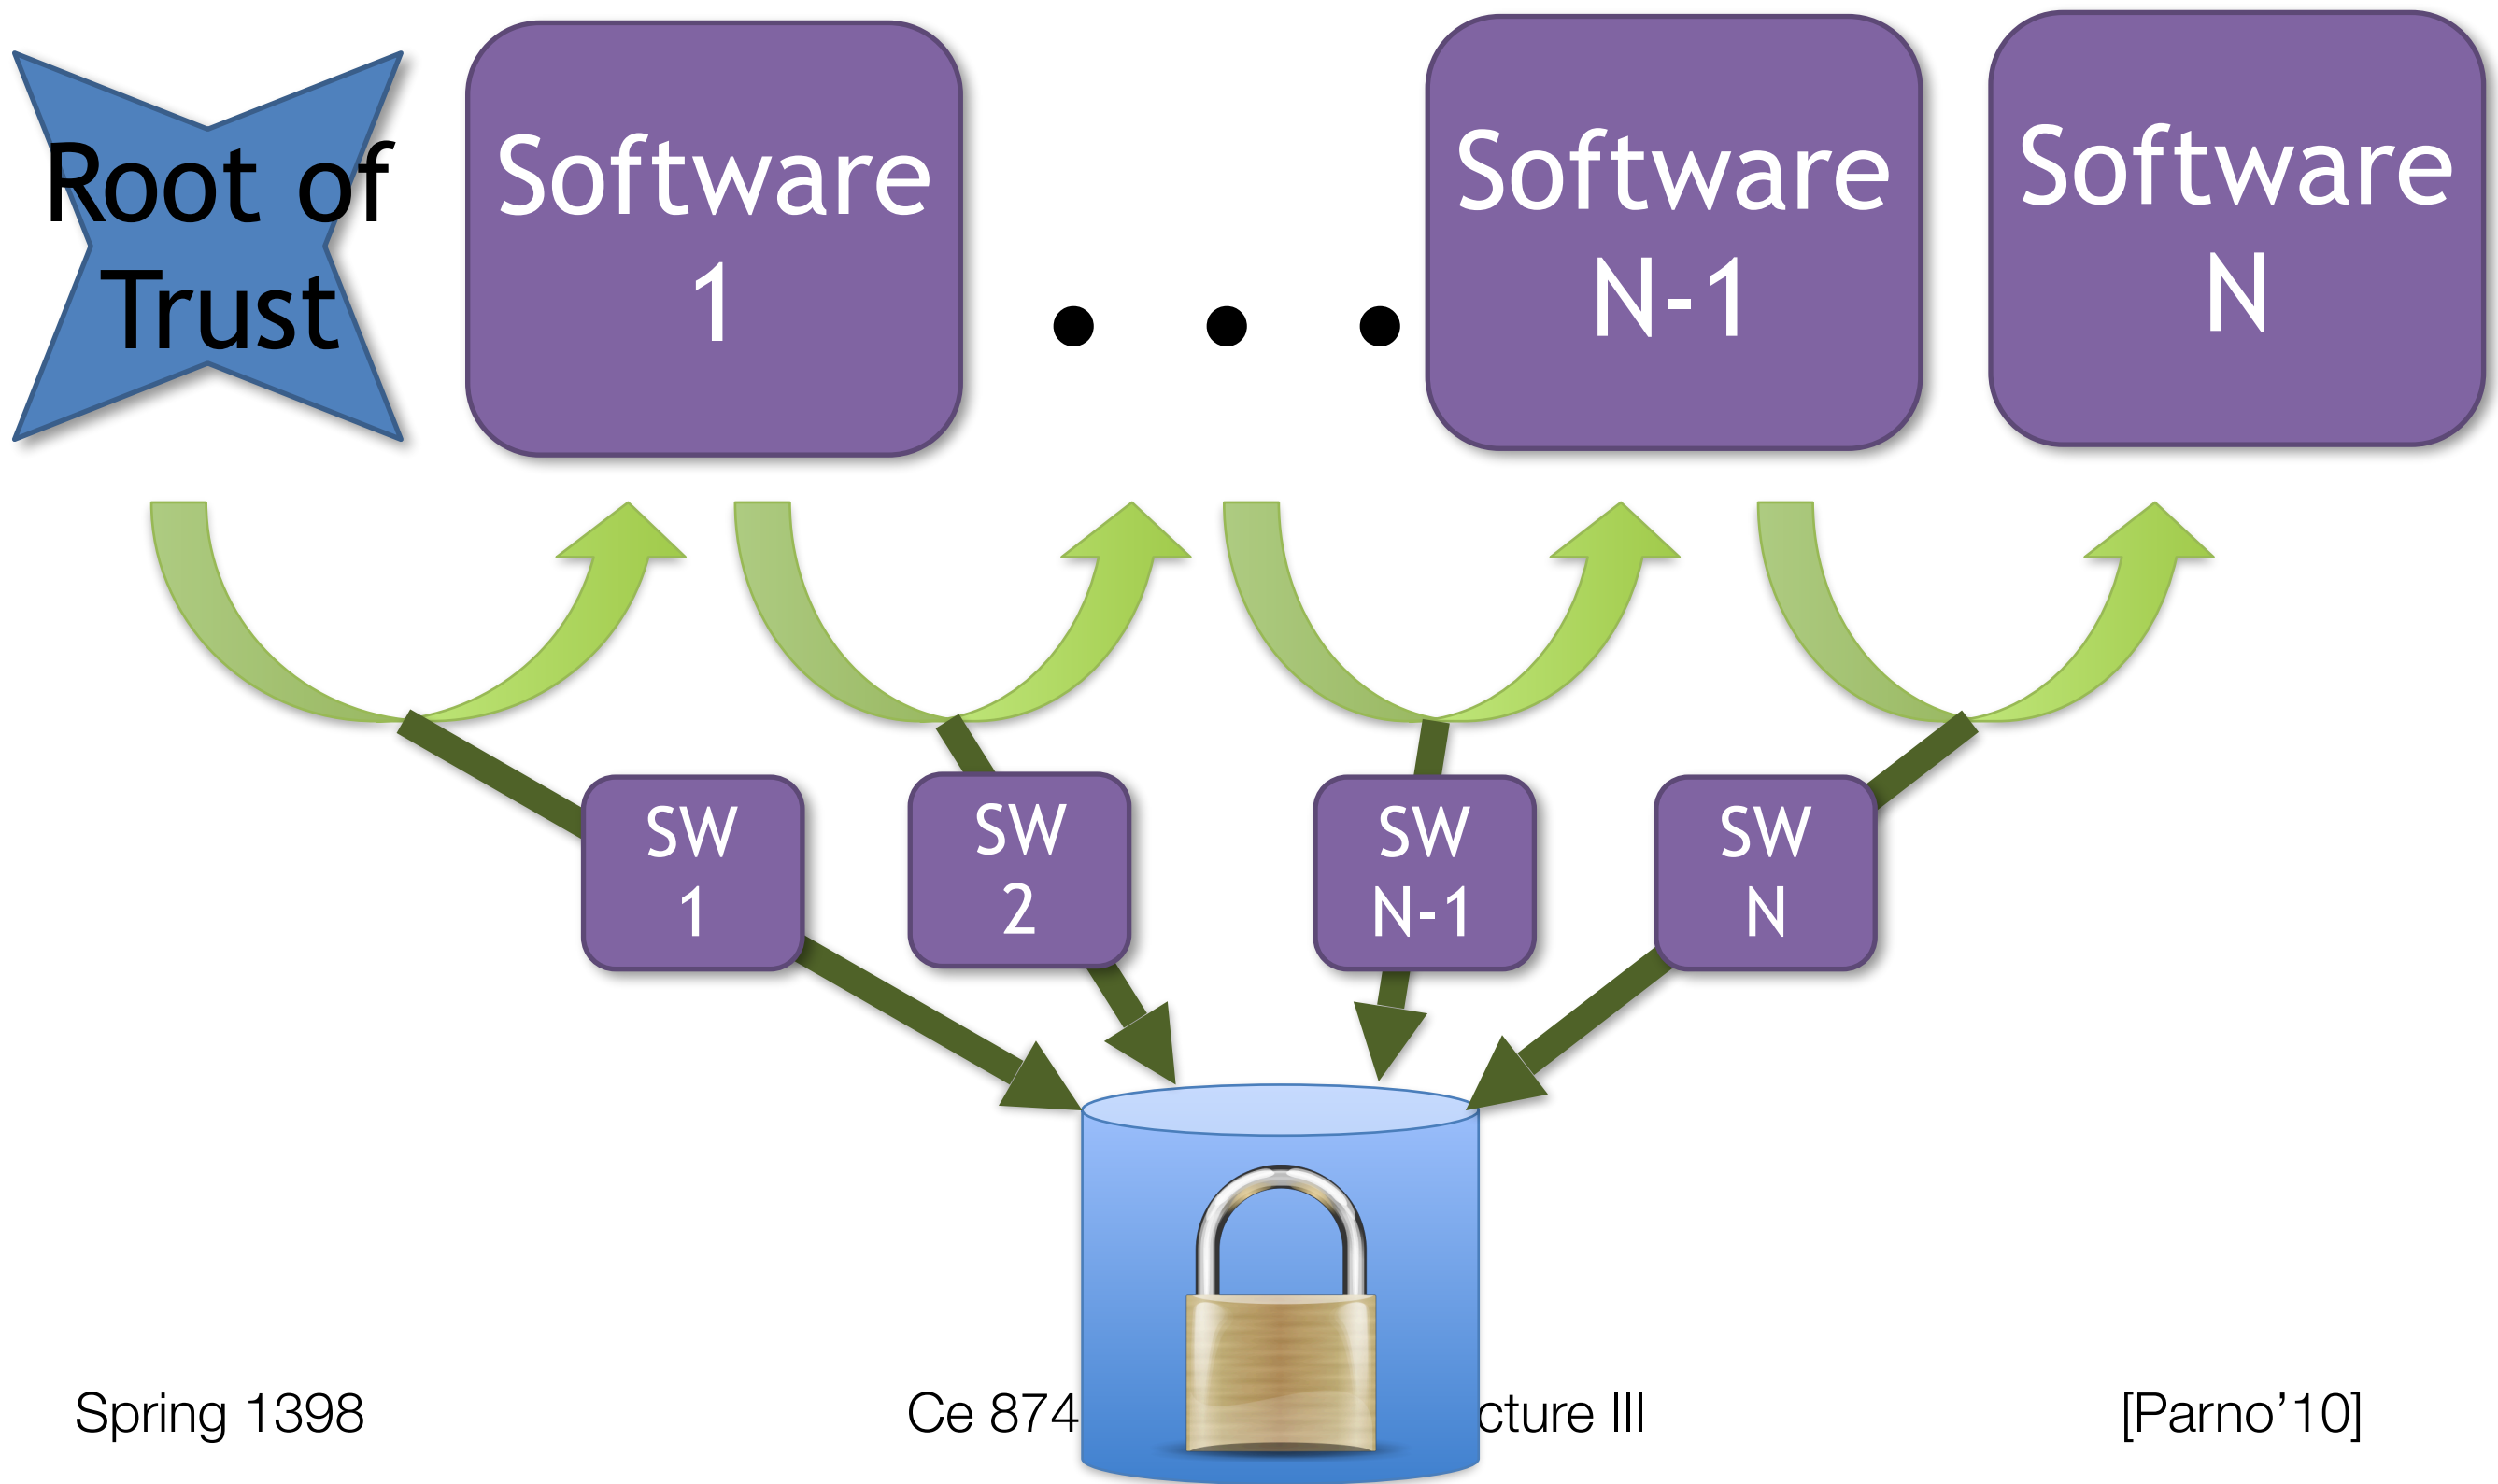 Root of
Trust
Software
1
. . .
Software
N-1
Software
N
SW
1
SW
2
SW
N-1
SW
N
Spring 1398
Ce 874
cture III
[Parno’10]